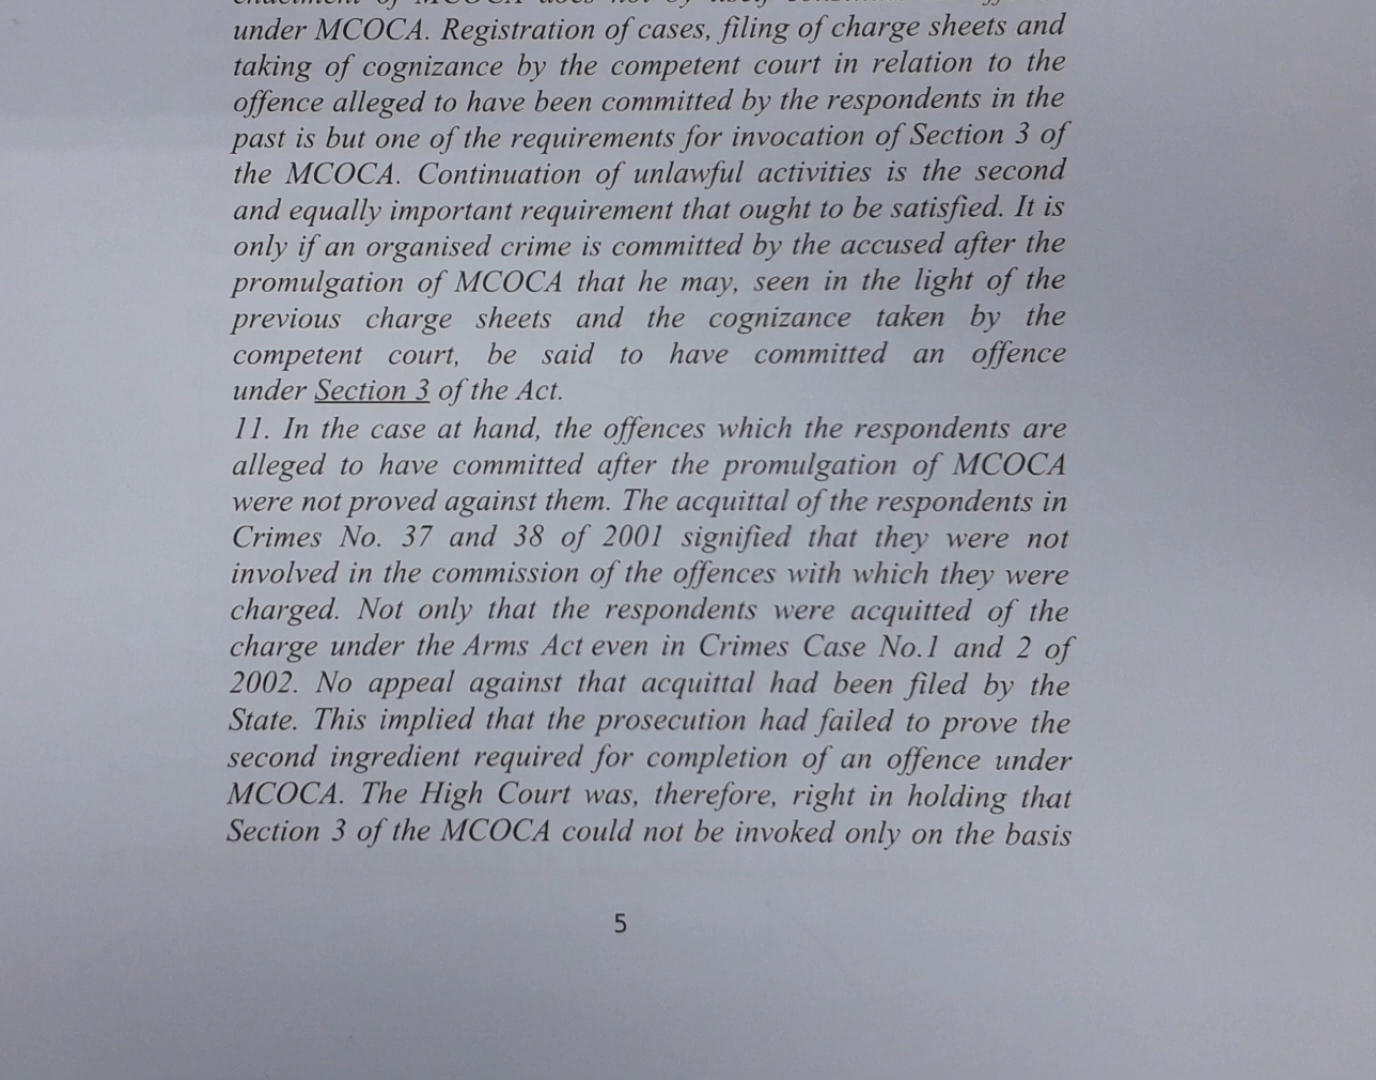 of MCOCA does not by itself
under MCOCA. Registration of cases, filing of charge sheets and
taking of cognizance by the competent court in relation to the
offence alleged to have been committed by the respondents in the
past is but one of the requirements for invocation of Section 3 of
the MCOCA. Continuation of unlawful activities is the second
and equally important requirement that ought to be satisfied. It is
only if an organised crime is committed by the accused after the
promulgation of MCOCA that he may, seen in the light of the
previous charge sheets and the cognizance taken by the
competent court, be said to have committed an offence
under Section 3 of the Act.
11. In the case at hand, the offences which the respondents are
alleged to have committed after the promulgation of MCOCA
were not proved against them. The acquittal of the respondents in
Crimes No. 37 and 38 of 2001 signified that they were not
involved in the commission of the offences with which they were
charged. Not only that the respondents were acquitted of the
charge under the Arms Act even in Crimes Case No.1 and 2 of
2002. No appeal against that acquittal had been filed by the
State. This implied that the prosecution had failed to prove the
second ingredient required for completion of an offence under
MCOCA. The High Court was, therefore, right in holding that
Section 3 of the MCOCA could not be invoked only on the basis
5